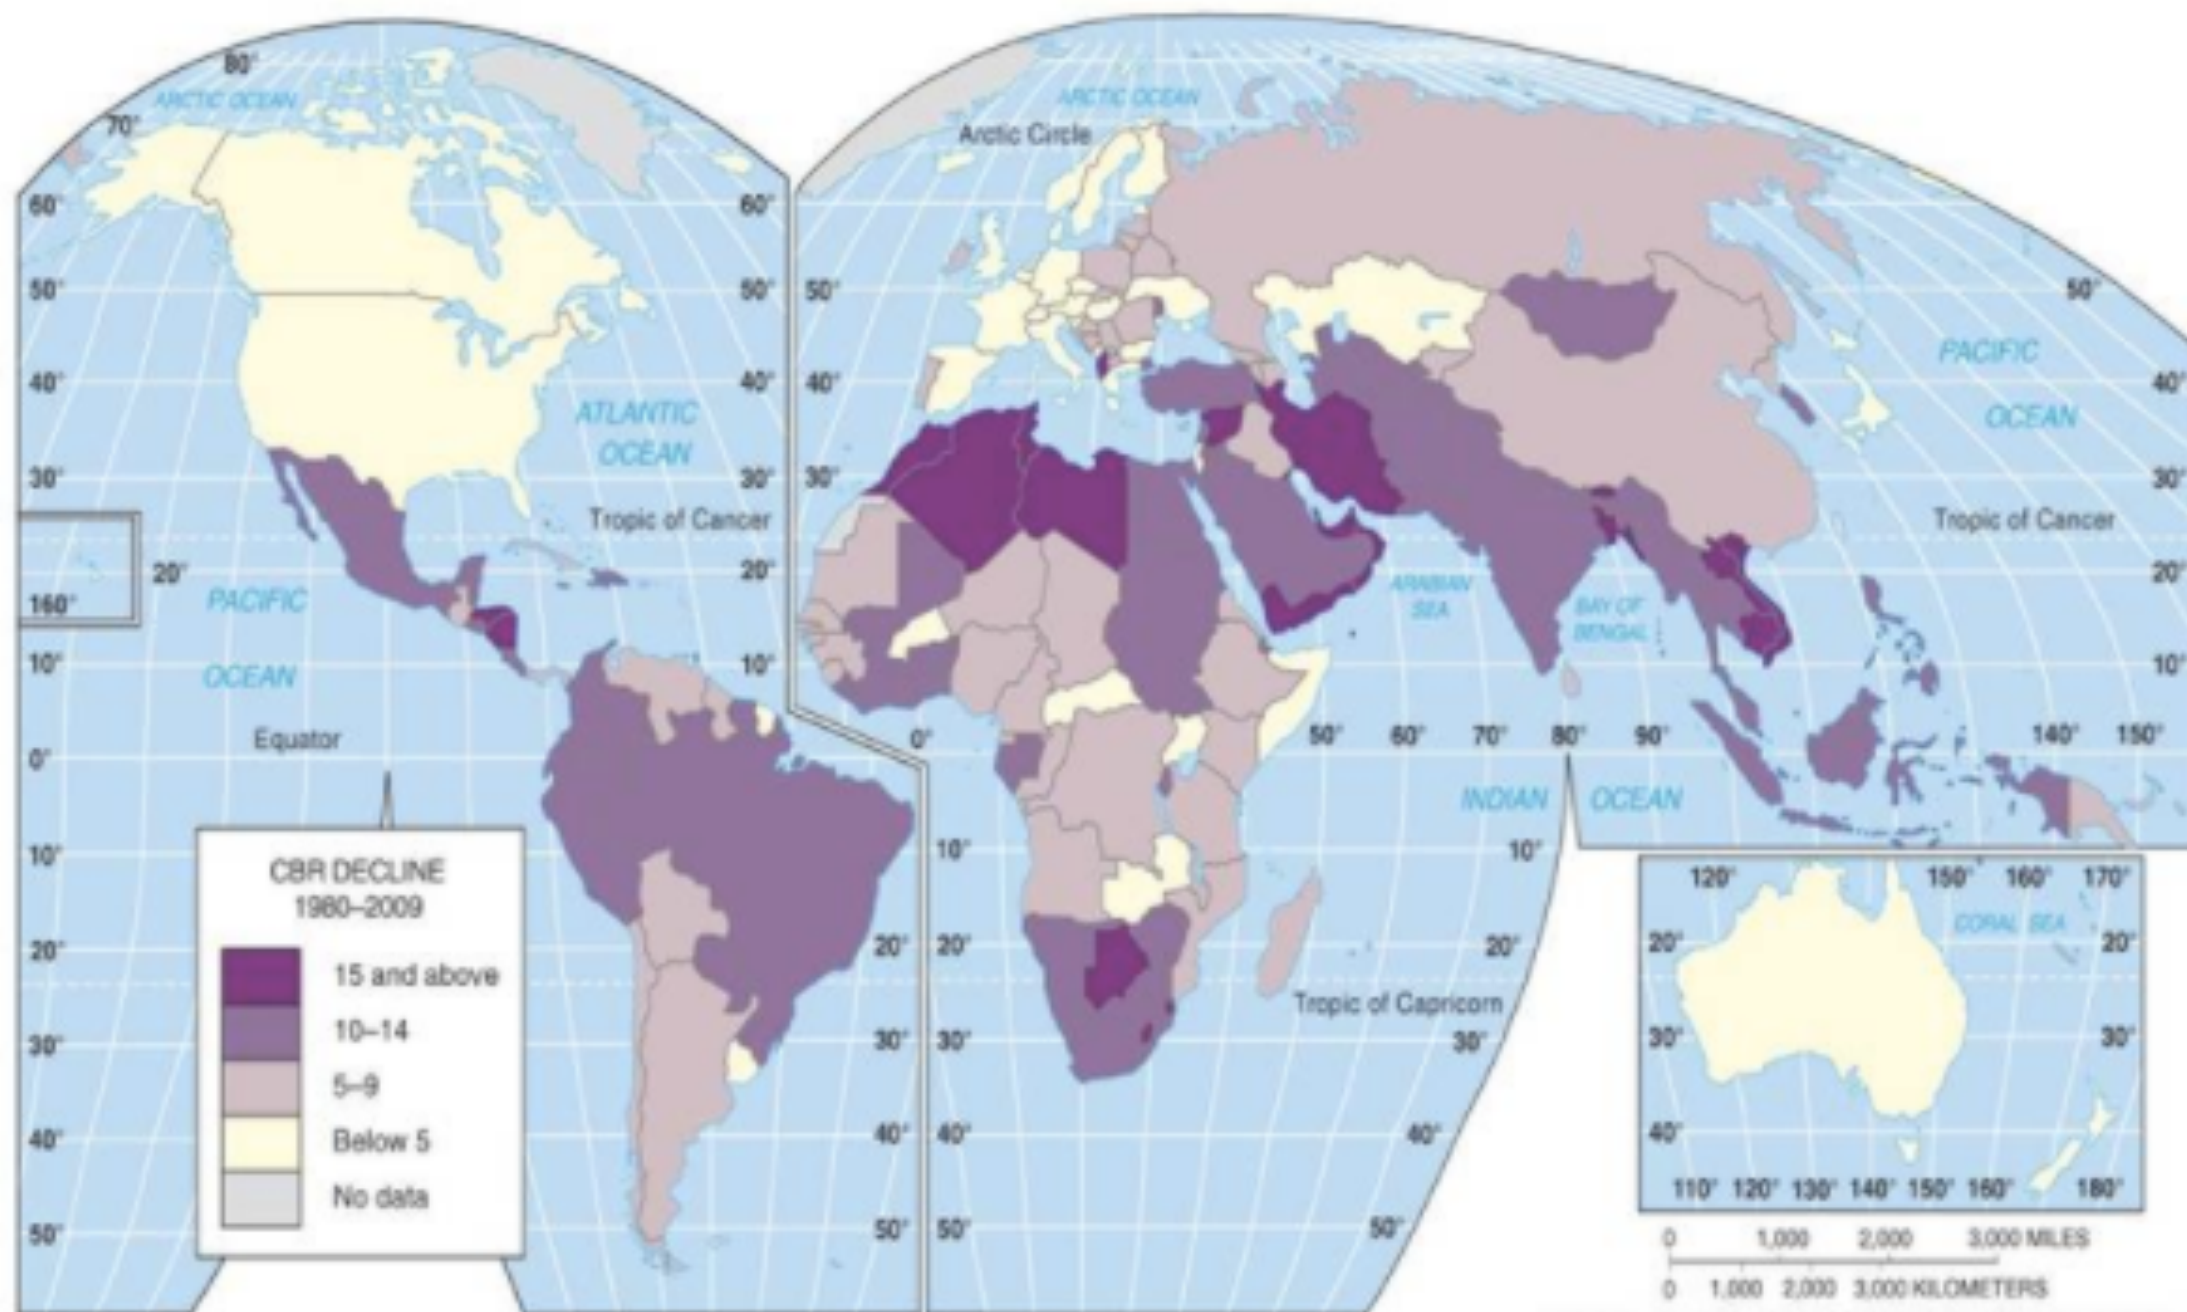 80°
ARCTIC OCEAN
70°
60°
60°
50°
50°
40°
40°
ATLANTIC
OCEAN
30°
30°
Tropic of Cancer
20°
20°
160°
PACIFIC
OCEAN
10°
10°
Equator
0°
10°
20°
20°
30°
30°
40°
40°
50°
50°
CBR DECLINE
1980–2009
15 and above
10–14
5–9
Below 5
No data
ARCTIC OCEAN
Arctic Circle
50°
50°
PACIFIC
OCEAN
40°
40°
30°
30°
Tropic of Cancer
20°
ARABIAN
SEA
BAY OF
BENGAL
10°
0°
50°
60°
70°
80°
90°
140°
150°
INDIAN
OCEAN
10°
10°
20°
20°
Tropic of Capricorn
30°
30°
40°
40°
50°
50°
120°
150°
160°
170°
CORAL SEA
20°
20°
30°
30°
40°
110°
120°
130°
140°
150°
160°
180°
0 1,000 2,000 3,000 MILES
0 1,000 2,000 3,000 KILOMETERS